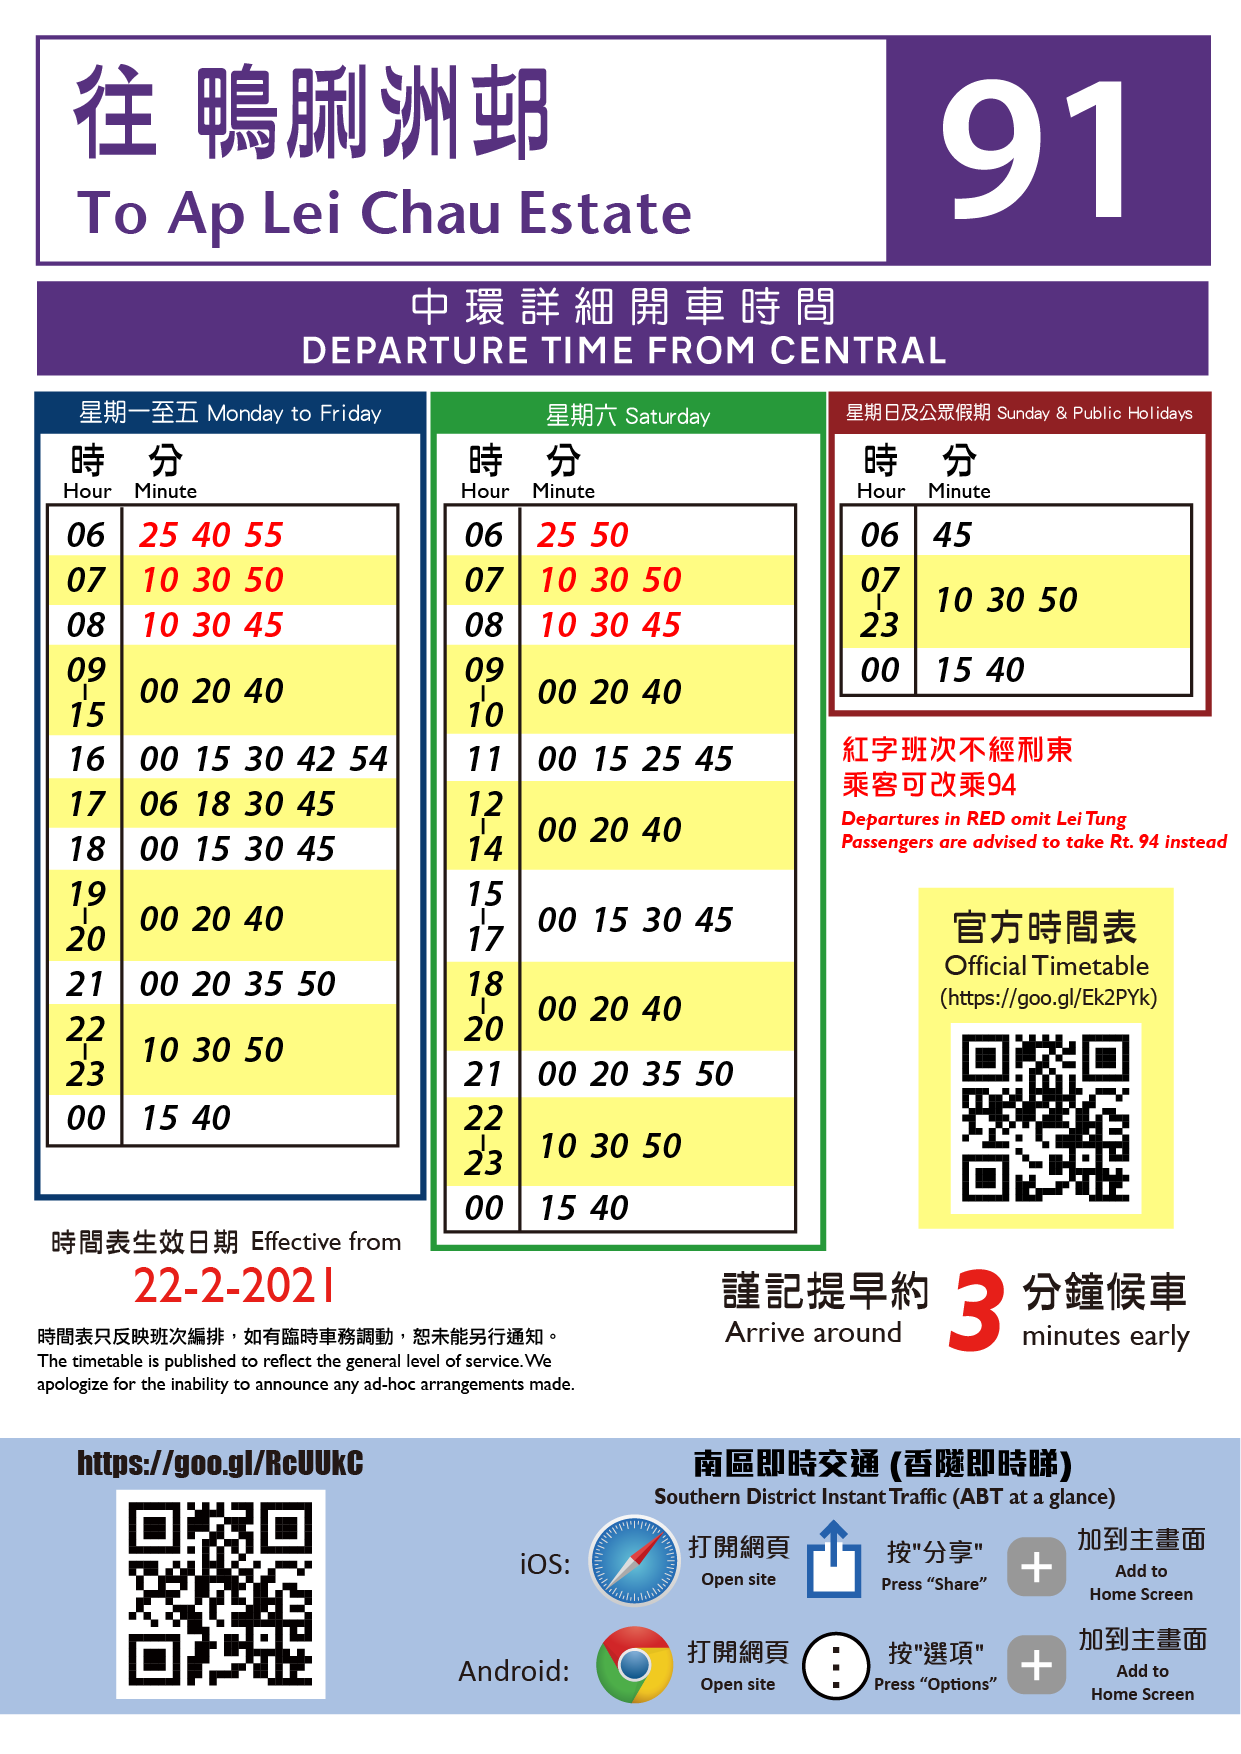 往 鴨脷洲邨
To Ap Lei Chau Estate
91
中環詳細開車時間
DEPARTURE TIME FROM CENTRAL
星期一至五 Monday to Friday
時 分
Hour Minute
06 25 40 55
07 10 30 50
08 10 30 45
09
|
15
00 20 40
16 00 15 30 42 54
17 06 18 30 45
18 00 15 30 45
19
|
20
00 20 40
21 00 20 35 50
22
|
23
10 30 50
00 15 40
星期六 Saturday
時 分
Hour Minute
06 25 50
07 10 30 50
08 10 30 45
09
|
10
00 20 40
11 00 15 25 45
12
|
14
00 20 40
15
|
17
00 15 30 45
18
|
20
00 20 40
21 00 20 35 50
22
|
23
10 30 50
00 15 40
星期日及公眾假期 Sunday & Public Holidays
時 分
Hour Minute
06 45
07
|
23
10 30 50
00 15 40
紅字班次不經利東
乘客可改乘94
Departures in RED omit Lei Tung
Passengers are advised to take Rt. 94 instead
官方時間表
Official Timetable
(https://goo.gl/Ek2PYk)
時間表生效日期 Effective from
22-2-2021
時間表只反映班次編排，如有臨時車務調動，恕未能另行通知。
The timetable is published to reflect the general level of service. We
apologize for the inability to announce any ad-hoc arrangements made.
謹記提早約 3 分鐘候車
Arrive around minutes early
https://goo.gl/RcUUkC
南區即時交通 (香隧即時睇)
Southern District Instant Traffic (ABT at a glance)
iOS:
打開網頁
Open site
按"分享"
Press “Share”
加到主畫面
Add to
Home Screen
Android:
打開網頁
Open site
按"選項"
Press “Options”
加到主畫面
Add to
Home Screen